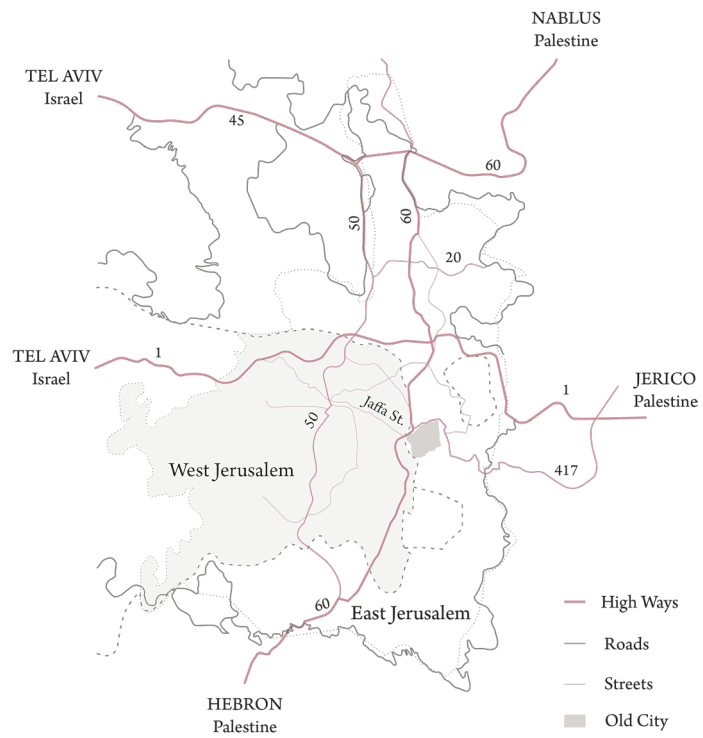 NABLUS
Palestine
TEL AVIV
Israel
45
60
50
60
20
TEL AVIV
Israel
1
JERICO
Palestine
1
Jaffa St.
50
West Jerusalem
417
60
East Jerusalem
High Ways
Roads
Streets
Old City
HEBRON
Palestine